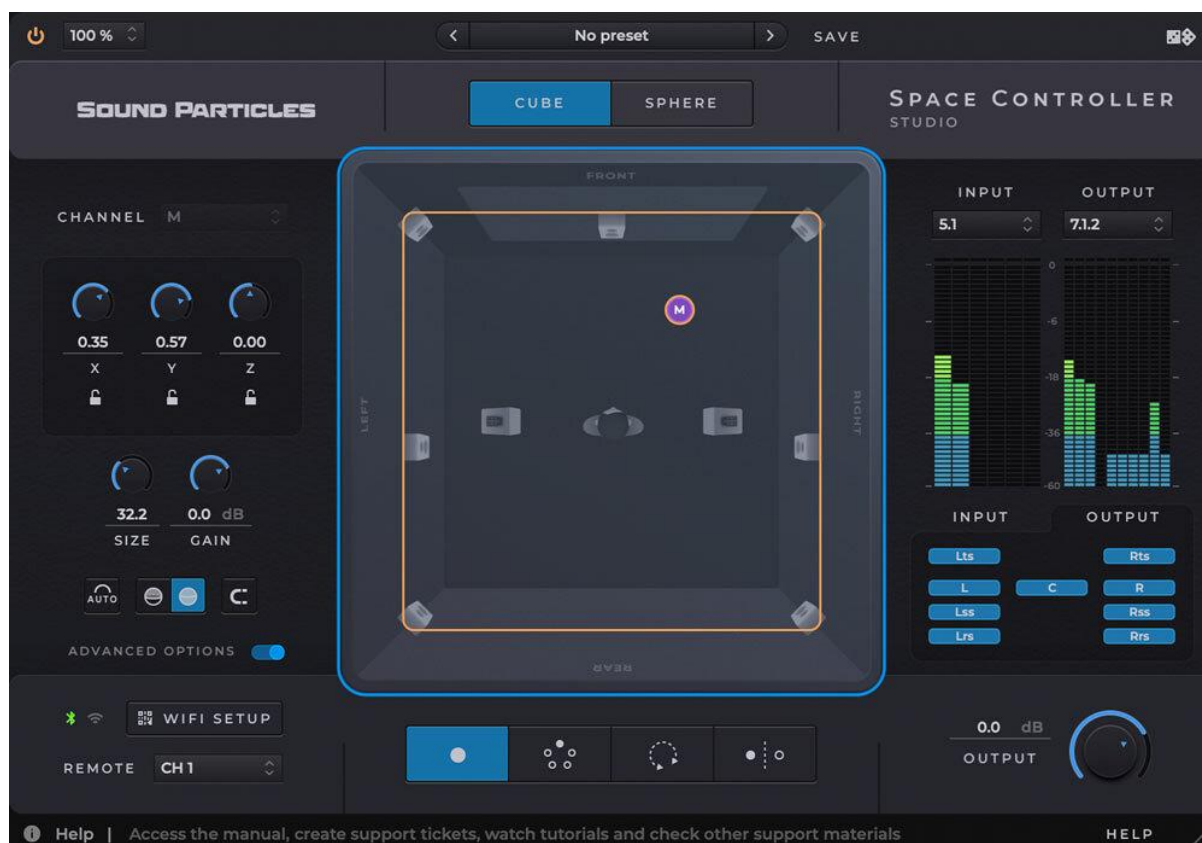 100 %
No preset
SAVE
SOUND PARTICLES
CUBE
SPHERE
SPACE CONTROLLER
STUDIO
CHANNEL M
0.35 0.57 0.00
X Y Z
32.2 0.0 dB
SIZE GAIN
AUTO
ADVANCED OPTIONS
WIFI SETUP
REMOTE CH 1
FRONT
LEFT
M
RIGHT
REAR
INPUT OUTPUT
5.1 7.1.2
0
-6
-18
-36
-60
INPUT OUTPUT
Lts Rts
L C R
Lss Rss
Lrs Rrs
0.0 dB
OUTPUT
Help | Access the manual, create support tickets, watch tutorials and check other support materials
HELP